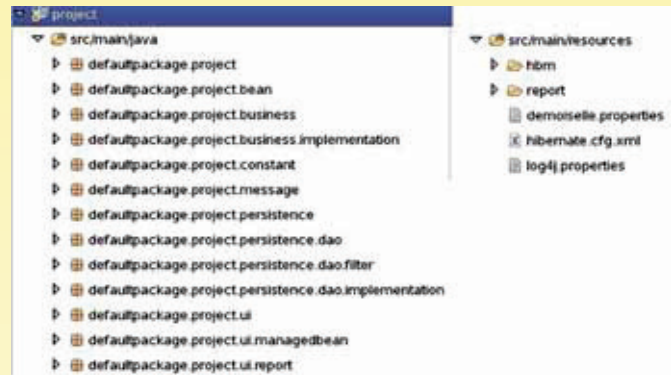 project
src/main/java
defaultpackage.project
defaultpackage.project.bean
defaultpackage.project.business
defaultpackage.project.business.implementation
defaultpackage.project.constant
defaultpackage.project.message
defaultpackage.project.persistence
defaultpackage.project.persistence.dao
defaultpackage.project.persistence.dao.filter
defaultpackage.project.persistence.dao.implementation
defaultpackage.project.ui
defaultpackage.project.ui.managedbean
defaultpackage.project.ui.report
src/main/resources
hbm
report
demoiselle.properties
hibernate.cfg.xml
log4j.properties